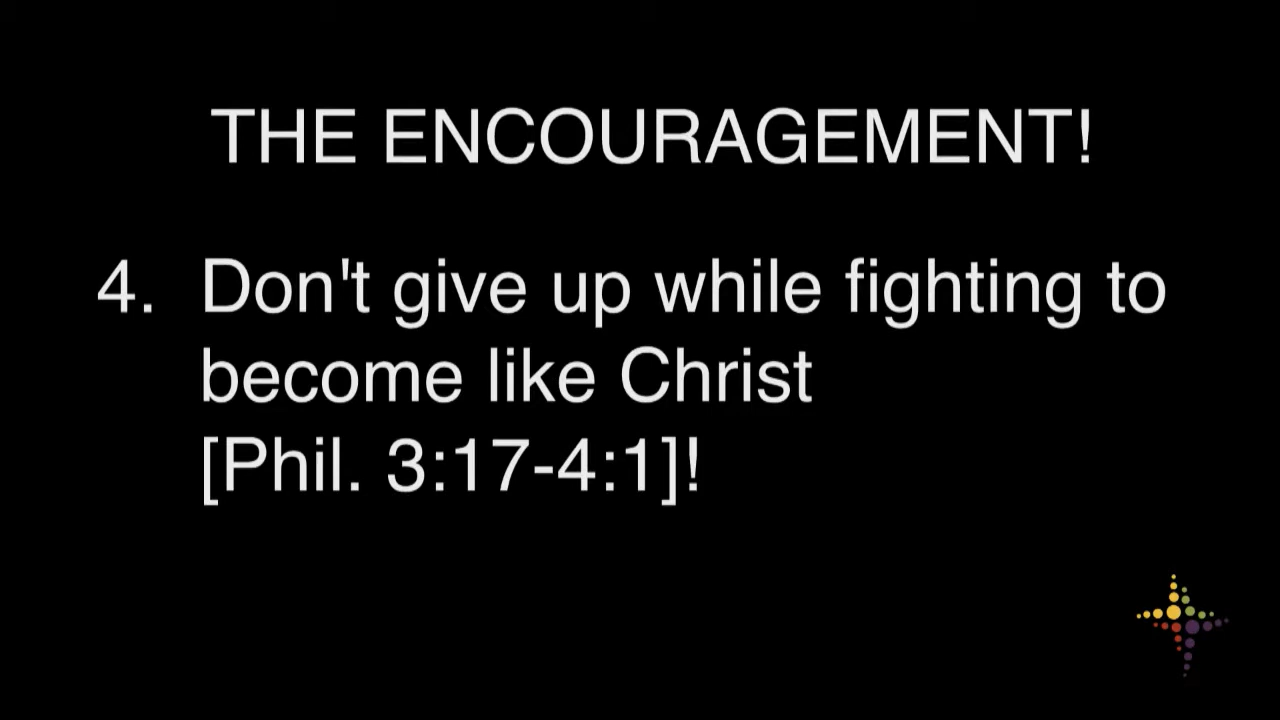 THE ENCOURAGEMENT!
4. Don't give up while fighting to
become like Christ
[Phil. 3:17-4:1]!